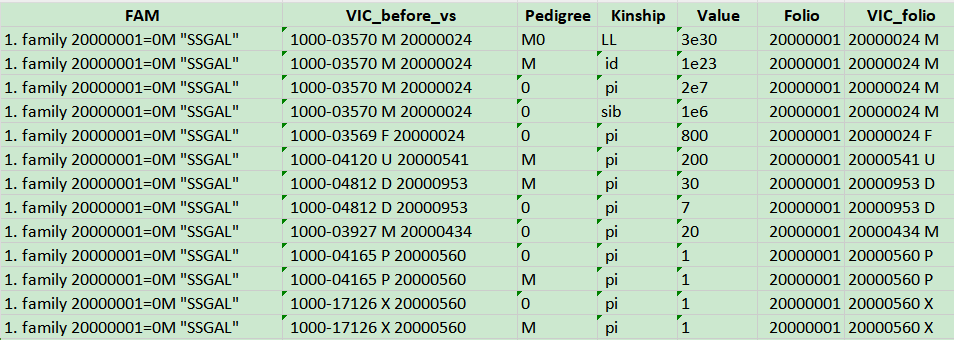 FAM VIC_before_vs Pedigree Kinship Value Folio VIC_folio
1. family 20000001=0M "SSGAL" 1000-03570 M 20000024 M0 LL 3e30 20000001 20000024 M
1. family 20000001=0M "SSGAL" 1000-03570 M 20000024 M id 1e23 20000001 20000024 M
1. family 20000001=0M "SSGAL" 1000-03570 M 20000024 0 pi 2e7 20000001 20000024 M
1. family 20000001=0M "SSGAL" 1000-03570 M 20000024 0 sib 1e6 20000001 20000024 M
1. family 20000001=0M "SSGAL" 1000-03569 F 20000024 0 pi 800 20000001 20000024 F
1. family 20000001=0M "SSGAL" 1000-04120 U 20000541 M pi 200 20000001 20000541 U
1. family 20000001=0M "SSGAL" 1000-04812 D 20000953 M pi 30 20000001 20000953 D
1. family 20000001=0M "SSGAL" 1000-04812 D 20000953 0 pi 7 20000001 20000953 D
1. family 20000001=0M "SSGAL" 1000-03927 M 20000434 0 pi 20 20000001 20000434 M
1. family 20000001=0M "SSGAL" 1000-04165 P 20000560 0 pi 1 20000001 20000560 P
1. family 20000001=0M "SSGAL" 1000-04165 P 20000560 M pi 1 20000001 20000560 P
1. family 20000001=0M "SSGAL" 1000-17126 X 20000560 0 pi 1 20000001 20000560 X
1. family 20000001=0M "SSGAL" 1000-17126 X 20000560 M pi 1 20000001 20000560 X